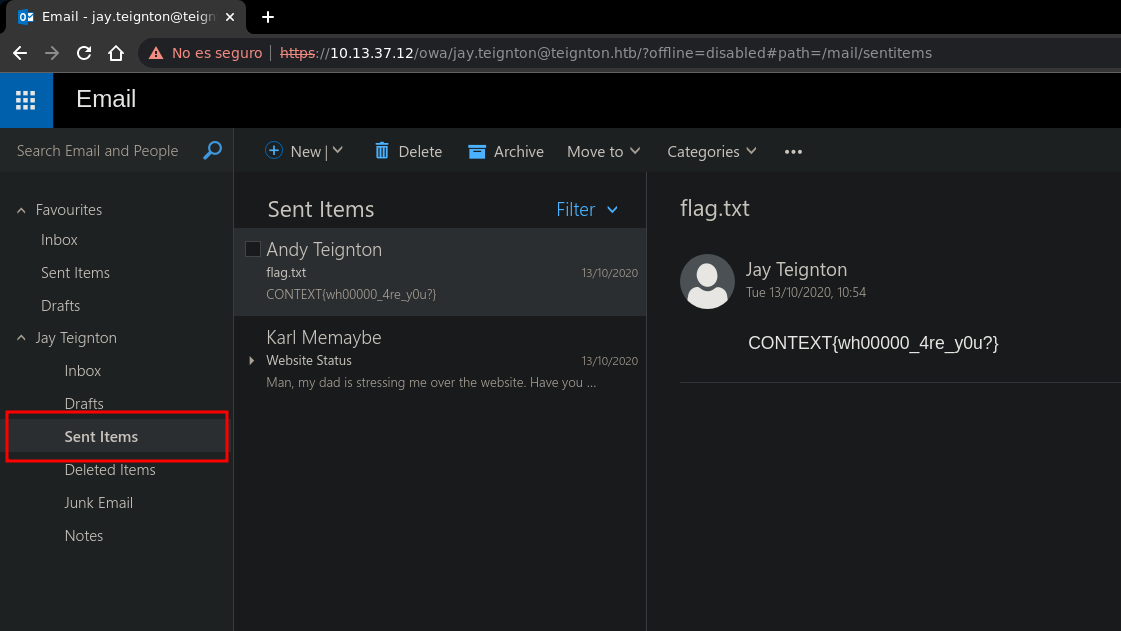 Email - jay.teignton@teign
No es seguro | https://10.13.37.12/owa/jay.teignton@teignton.htb/?offline=disabled#path=/mail/sentitems
Email
Search Email and People
New | Delete Archive Move to Categories
Favourites
Inbox
Sent Items
Drafts
Jay Teignton
Inbox
Drafts
Sent Items
Deleted Items
Junk Email
Notes
Sent Items Filter
Andy Teignton
flag.txt 13/10/2020
CONTEXT{wh00000_4re_y0u?}
Karl Memaybe
Website Status 13/10/2020
Man, my dad is stressing me over the website. Have you ...
flag.txt
Jay Teignton
Tue 13/10/2020, 10:54
CONTEXT{wh00000_4re_y0u?}